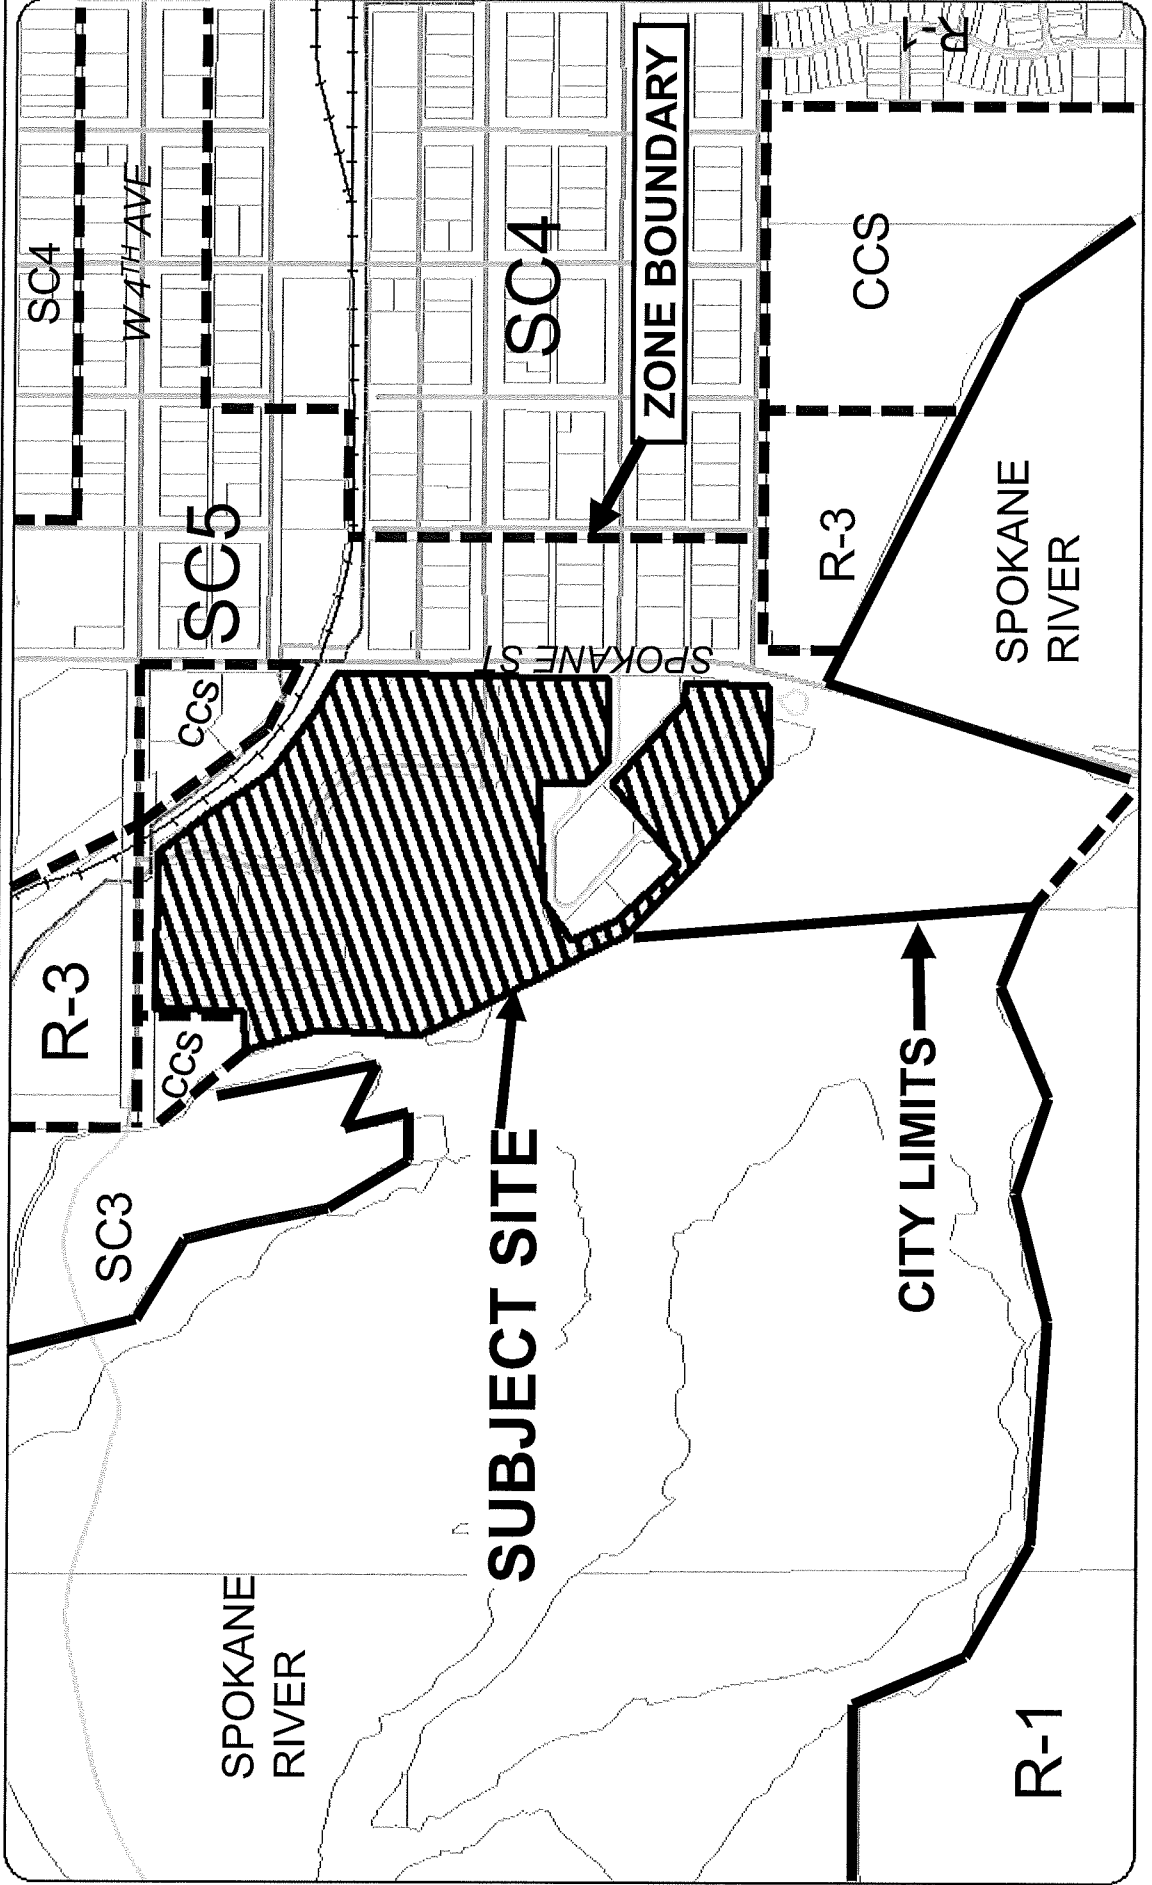 R-3
SC4
SC3
W 4TH AVE
CCS
CCS
SC5
SPOKANE
RIVER
SUBJECT SITE
SC4
SPOKANE ST
ZONE BOUNDARY
R-3
CCS
CITY LIMITS
R-1
SPOKANE
RIVER
R-1